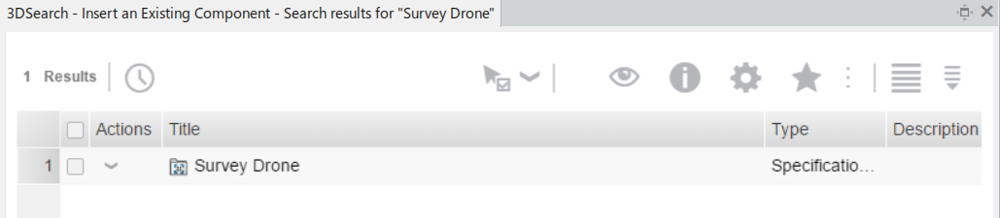 3DSearch - Insert an Existing Component - Search results for "Survey Drone"
1 Results
Actions Title Type Description
1 Survey Drone Specificatio...